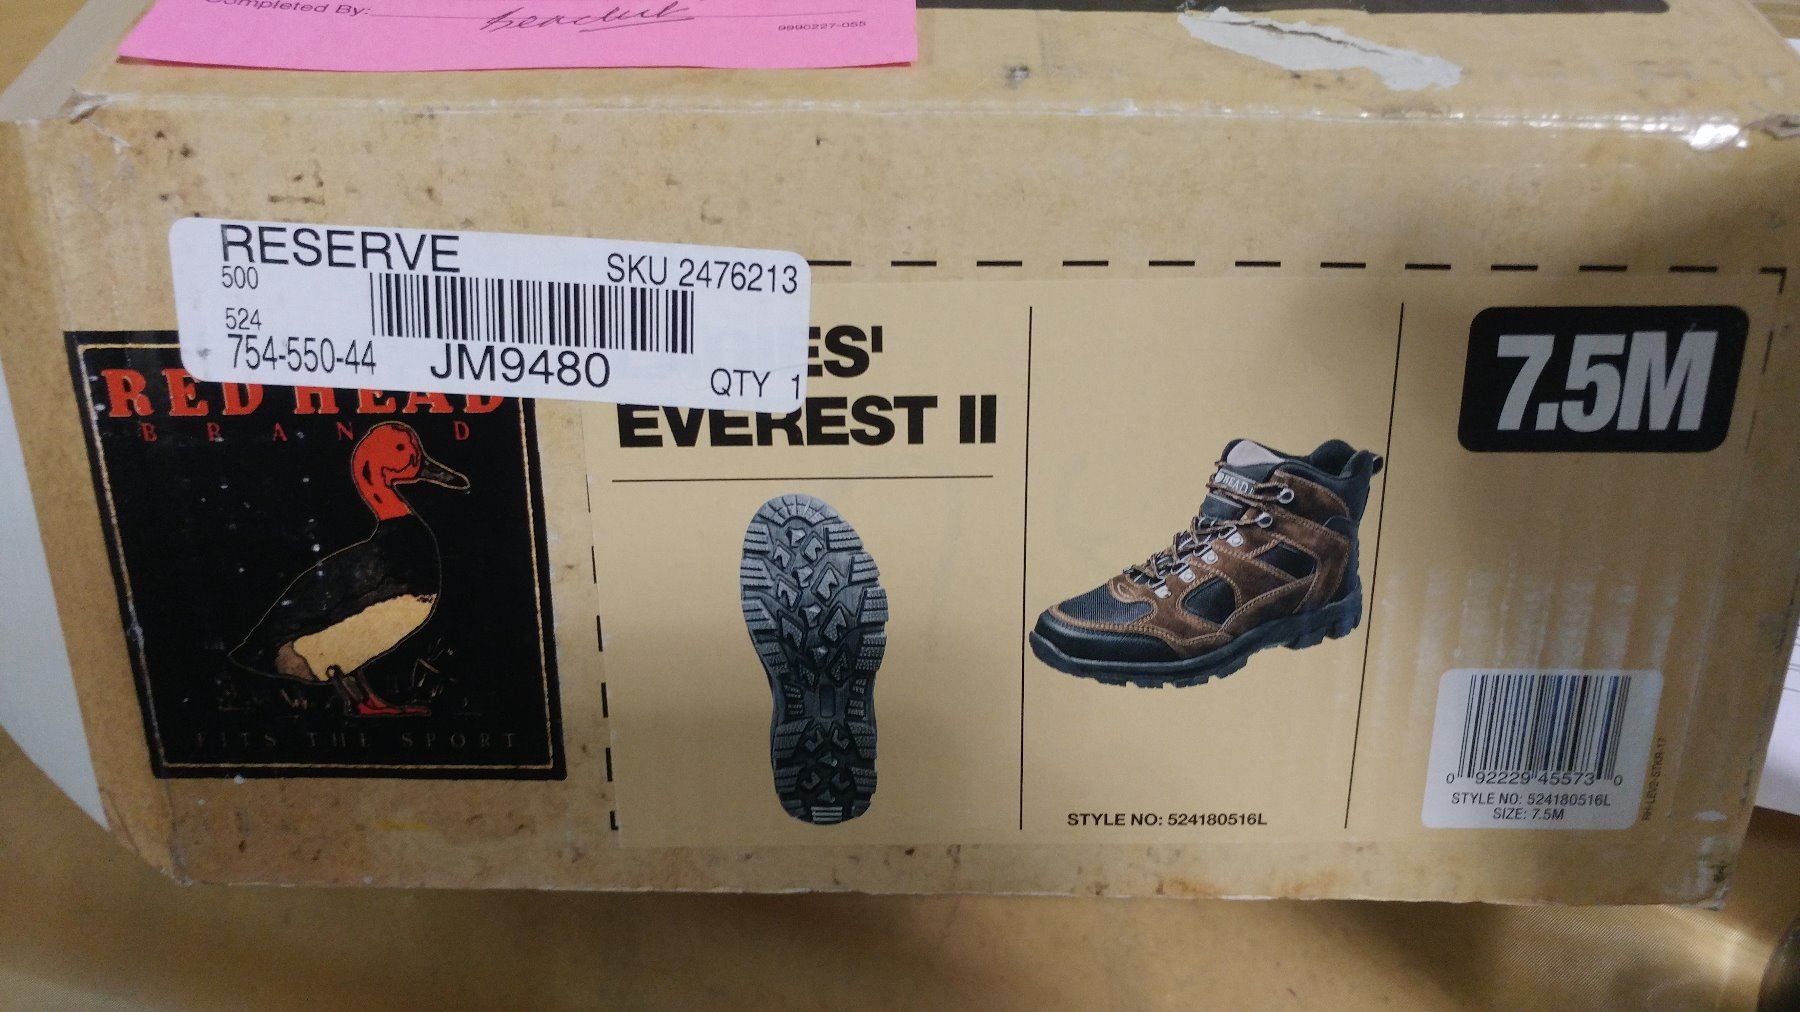 Completed By:
9990227-055
RESERVE
500
SKU 2476213
524
754-550-44
JM9480
QTY 1
RED HEAD
BRAND
FITS THE SPORT
ES'
EVEREST II
HEAD
STYLE NO: 524180516L
7.5M
0 92229 45573 0
STYLE NO: 524180516L
SIZE: 7.5M